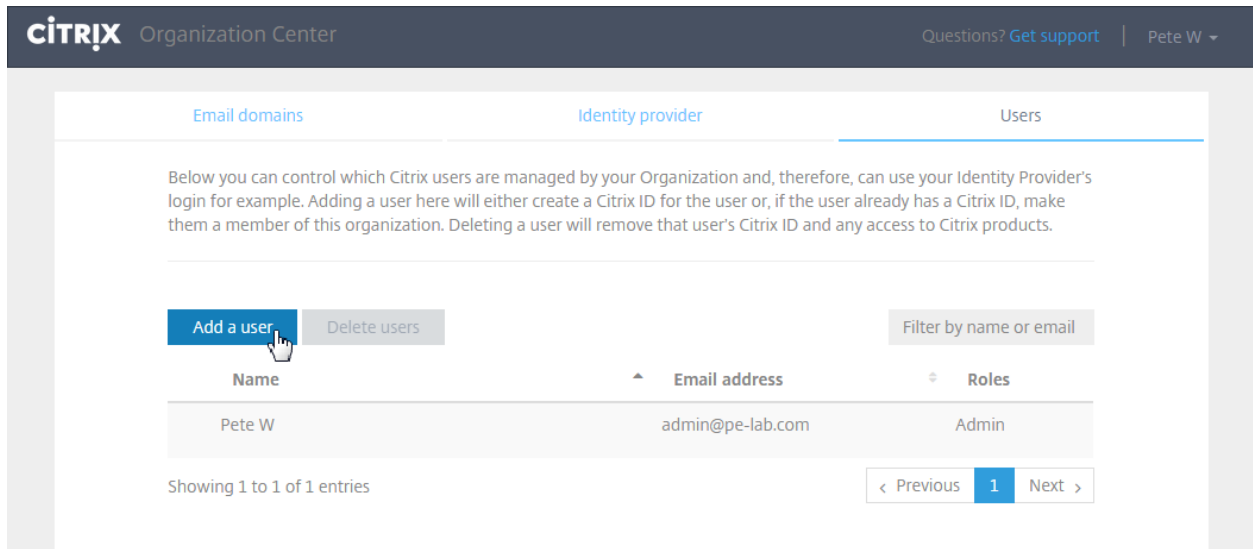 CİTRIX Organization Center Questions? Get support | Pete W
Email domains Identity provider Users
Below you can control which Citrix users are managed by your Organization and, therefore, can use your Identity Provider's
login for example. Adding a user here will either create a Citrix ID for the user or, if the user already has a Citrix ID, make
them a member of this organization. Deleting a user will remove that user's Citrix ID and any access to Citrix products.
Add a user Delete users Filter by name or email
Name Email address Roles
Pete W admin@pe-lab.com Admin
Showing 1 to 1 of 1 entries ‹ Previous 1 Next ›